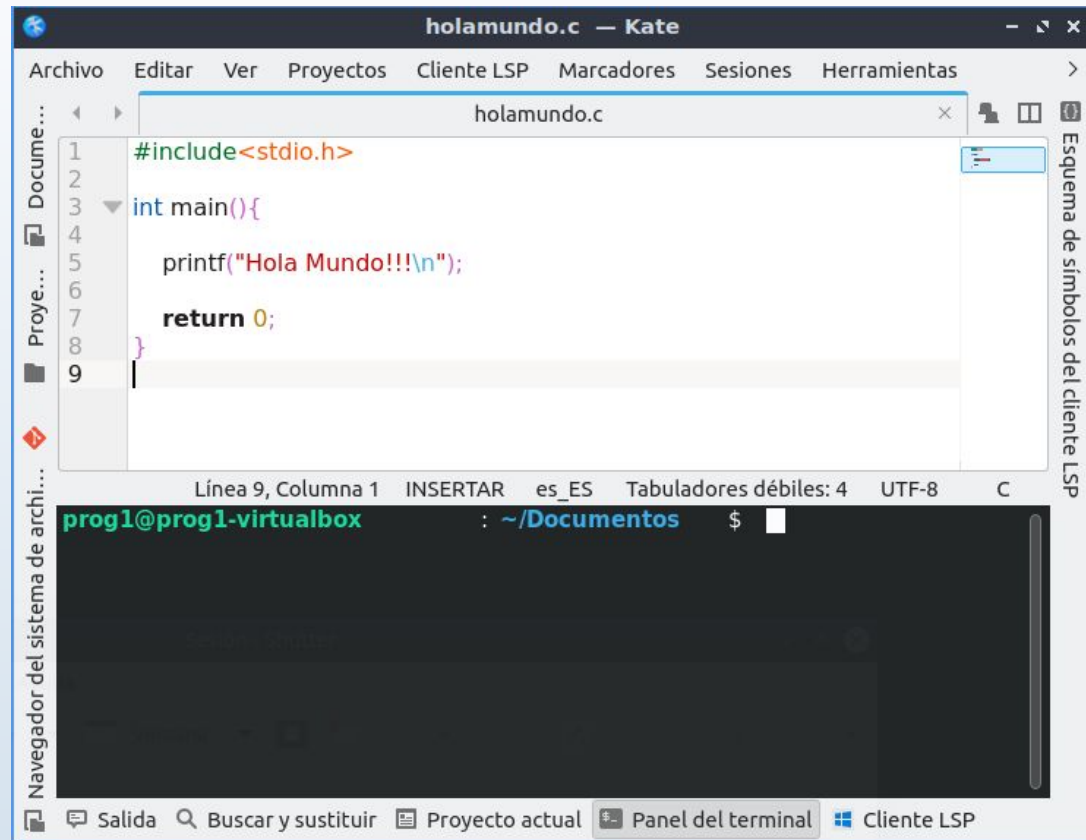 holamundo.c — Kate
Archivo Editar Ver Proyectos Cliente LSP Marcadores Sesiones Herramientas >
holamundo.c
Docume...
Proye...
Navegador del sistema de archi...
1 #include<stdio.h>
2
3 int main(){
4
5 printf("Hola Mundo!!!\n");
6
7 return 0;
8 }
9
Esquema de símbolos del cliente LSP
Línea 9, Columna 1 INSERTAR es_ES Tabuladores débiles: 4 UTF-8 C
prog1@prog1-virtualbox : ~/Documentos $
Salida Buscar y sustituir Proyecto actual Panel del terminal Cliente LSP